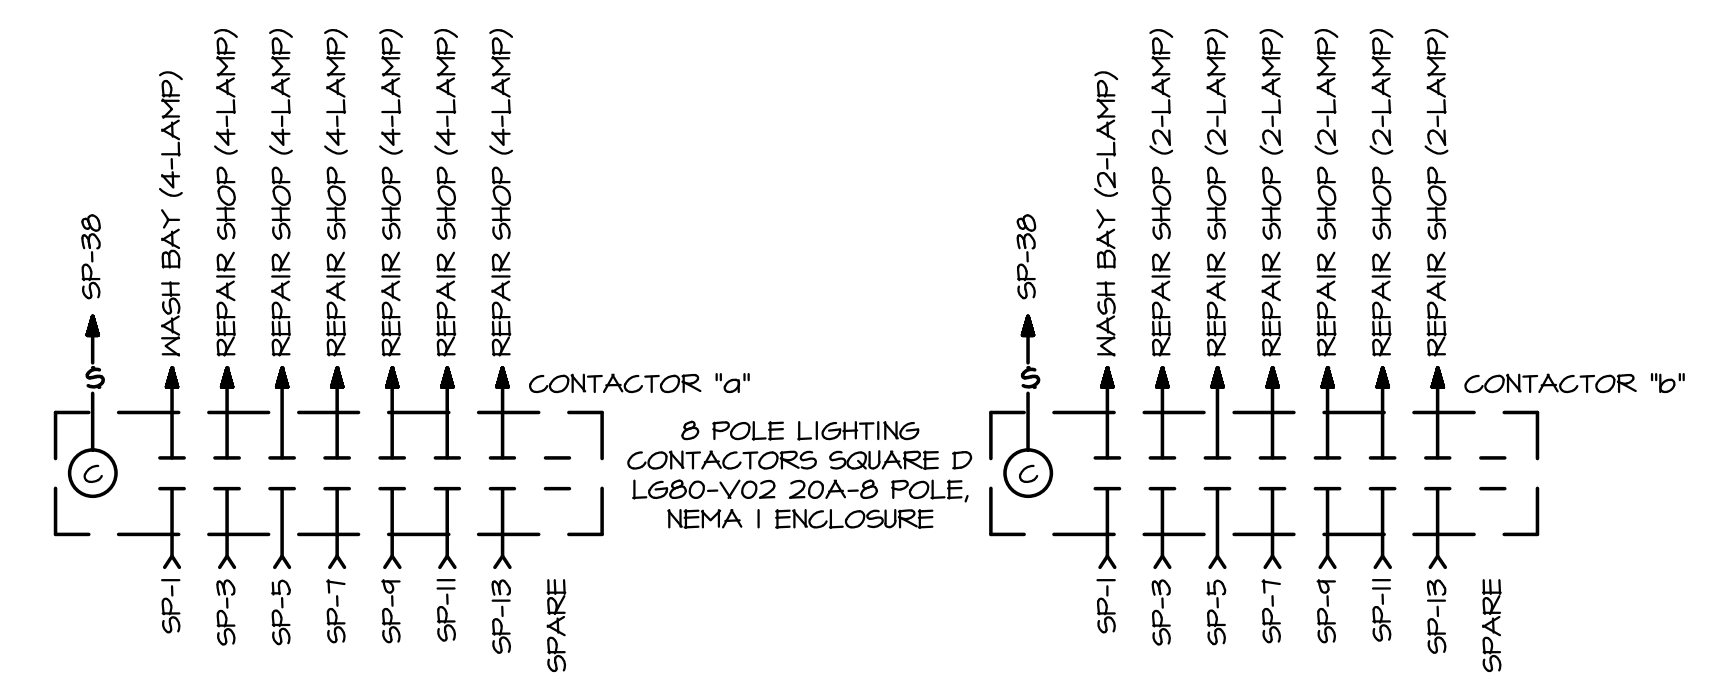 SP-38
S
C
WASH BAY (4-LAMP)
REPAIR SHOP (4-LAMP)
REPAIR SHOP (4-LAMP)
REPAIR SHOP (4-LAMP)
REPAIR SHOP (4-LAMP)
REPAIR SHOP (4-LAMP)
REPAIR SHOP (4-LAMP)
CONTACTOR "a"
SP-1
SP-3
SP-5
SP-7
SP-9
SP-11
SP-13
SPARE
8 POLE LIGHTING
CONTACTORS SQUARE D
LG80-V02 20A-8 POLE,
NEMA 1 ENCLOSURE
SP-38
S
C
WASH BAY (2-LAMP)
REPAIR SHOP (2-LAMP)
REPAIR SHOP (2-LAMP)
REPAIR SHOP (2-LAMP)
REPAIR SHOP (2-LAMP)
REPAIR SHOP (2-LAMP)
REPAIR SHOP (2-LAMP)
CONTACTOR "b"
SP-1
SP-3
SP-5
SP-7
SP-9
SP-11
SP-13
SPARE